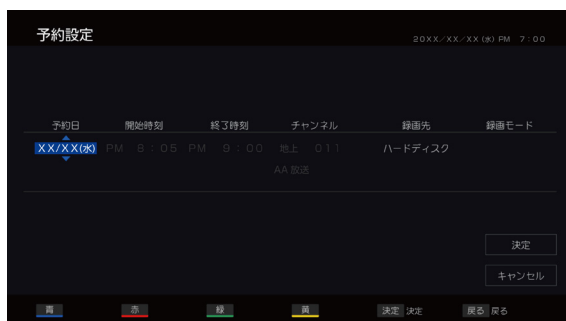 予約設定 20XX/XX/XX(水) PM 7:00
予約日 開始時刻 終了時刻 チャンネル 録画先 録画モード
XX/XX(水) PM 8:05 PM 9:00 地上 011 ハードディスク
AA放送
決定
キャンセル
青 赤 緑 黄 決定 決定 戻る 戻る